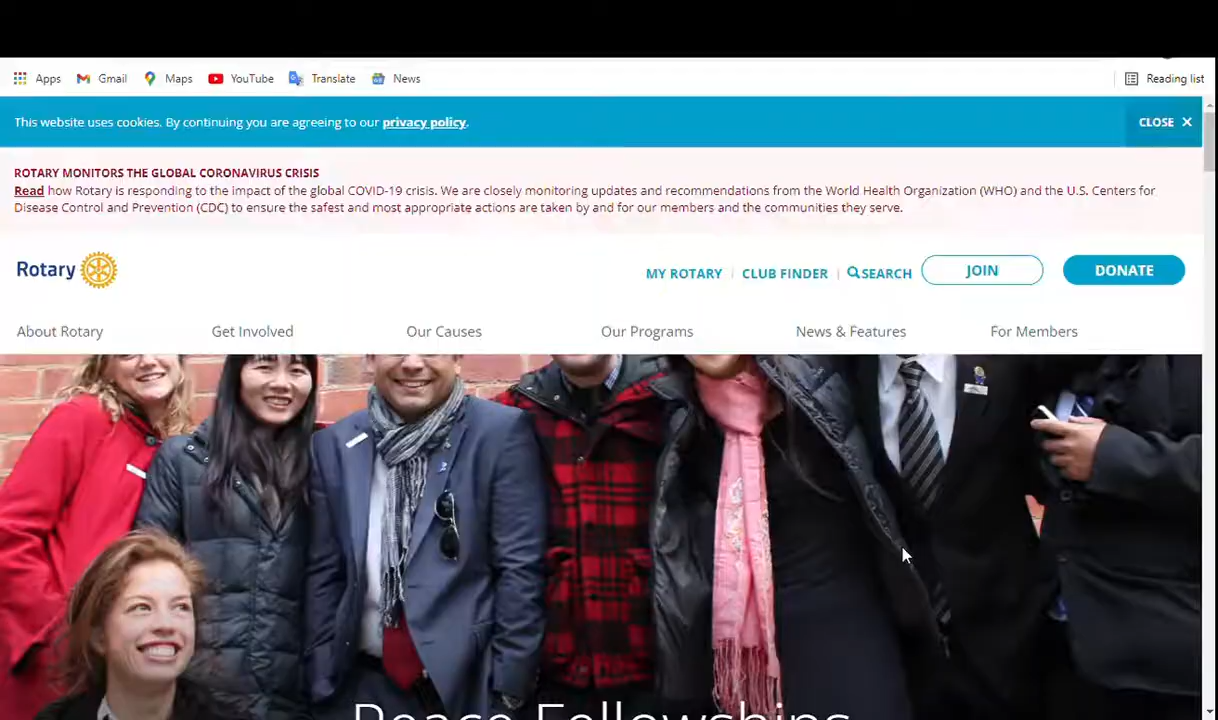 Apps Gmail Maps YouTube Translate News Reading list
This website uses cookies. By continuing you are agreeing to our privacy policy. CLOSE ×
ROTARY MONITORS THE GLOBAL CORONAVIRUS CRISIS
Read how Rotary is responding to the impact of the global COVID-19 crisis. We are closely monitoring updates and recommendations from the World Health Organization (WHO) and the U.S. Centers for
Disease Control and Prevention (CDC) to ensure the safest and most appropriate actions are taken by and for our members and the communities they serve.
Rotary MY ROTARY CLUB FINDER SEARCH JOIN DONATE
About Rotary Get Involved Our Causes Our Programs News & Features For Members
Peace Fellowships